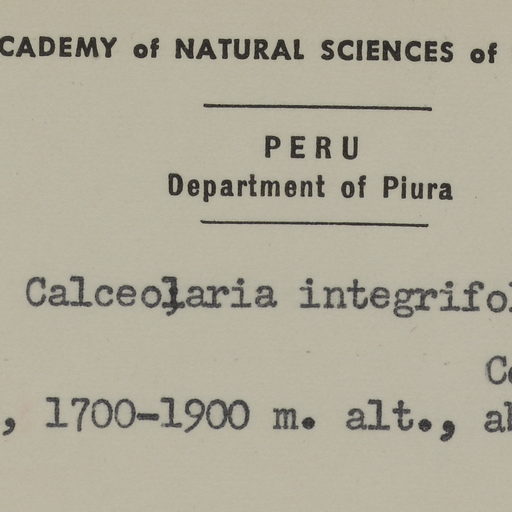 CADEMY of NATURAL SCIENCES of
PERU
Department of Piura
Calceolaria integrifol
, 1700-1900 m. alt., a